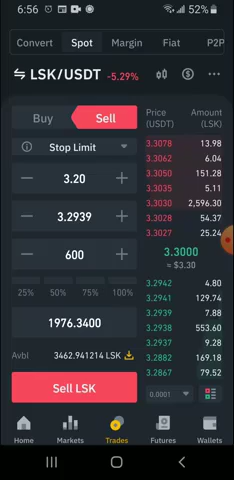 6:56 52%
Convert Spot Margin Fiat P2P
LSK/USDT -5.29%
Buy Sell
Stop Limit
3.20
3.2939
600
25% 50% 75% 100%
1976.3400
Avbl 3462.941214 LSK
Sell LSK
Price (USDT) Amount (LSK)
3.3078 13.98
3.3062 6.04
3.3050 151.28
3.3035 5.11
3.3030 2,596.30
3.3028 54.37
3.3027 25.24
3.3000
≈ $3.30
3.2942 4.80
3.2941 129.74
3.2939 7.88
3.2938 553.60
3.2937 9.28
3.2882 169.18
3.2867 79.52
0.0001
Home Markets Trades Futures Wallets